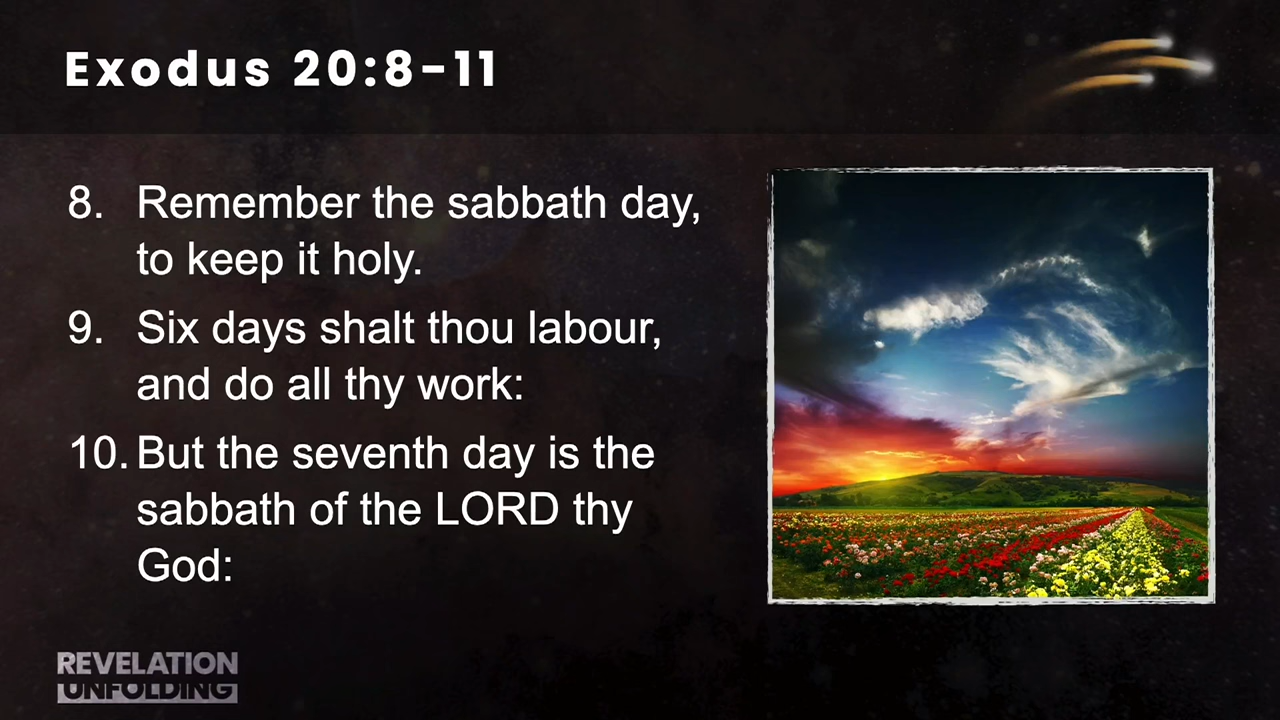 Exodus 20:8-11
8. Remember the sabbath day,
to keep it holy.
9. Six days shalt thou labour,
and do all thy work:
10. But the seventh day is the
sabbath of the LORD thy
God:
REVELATION
UNFOLDING